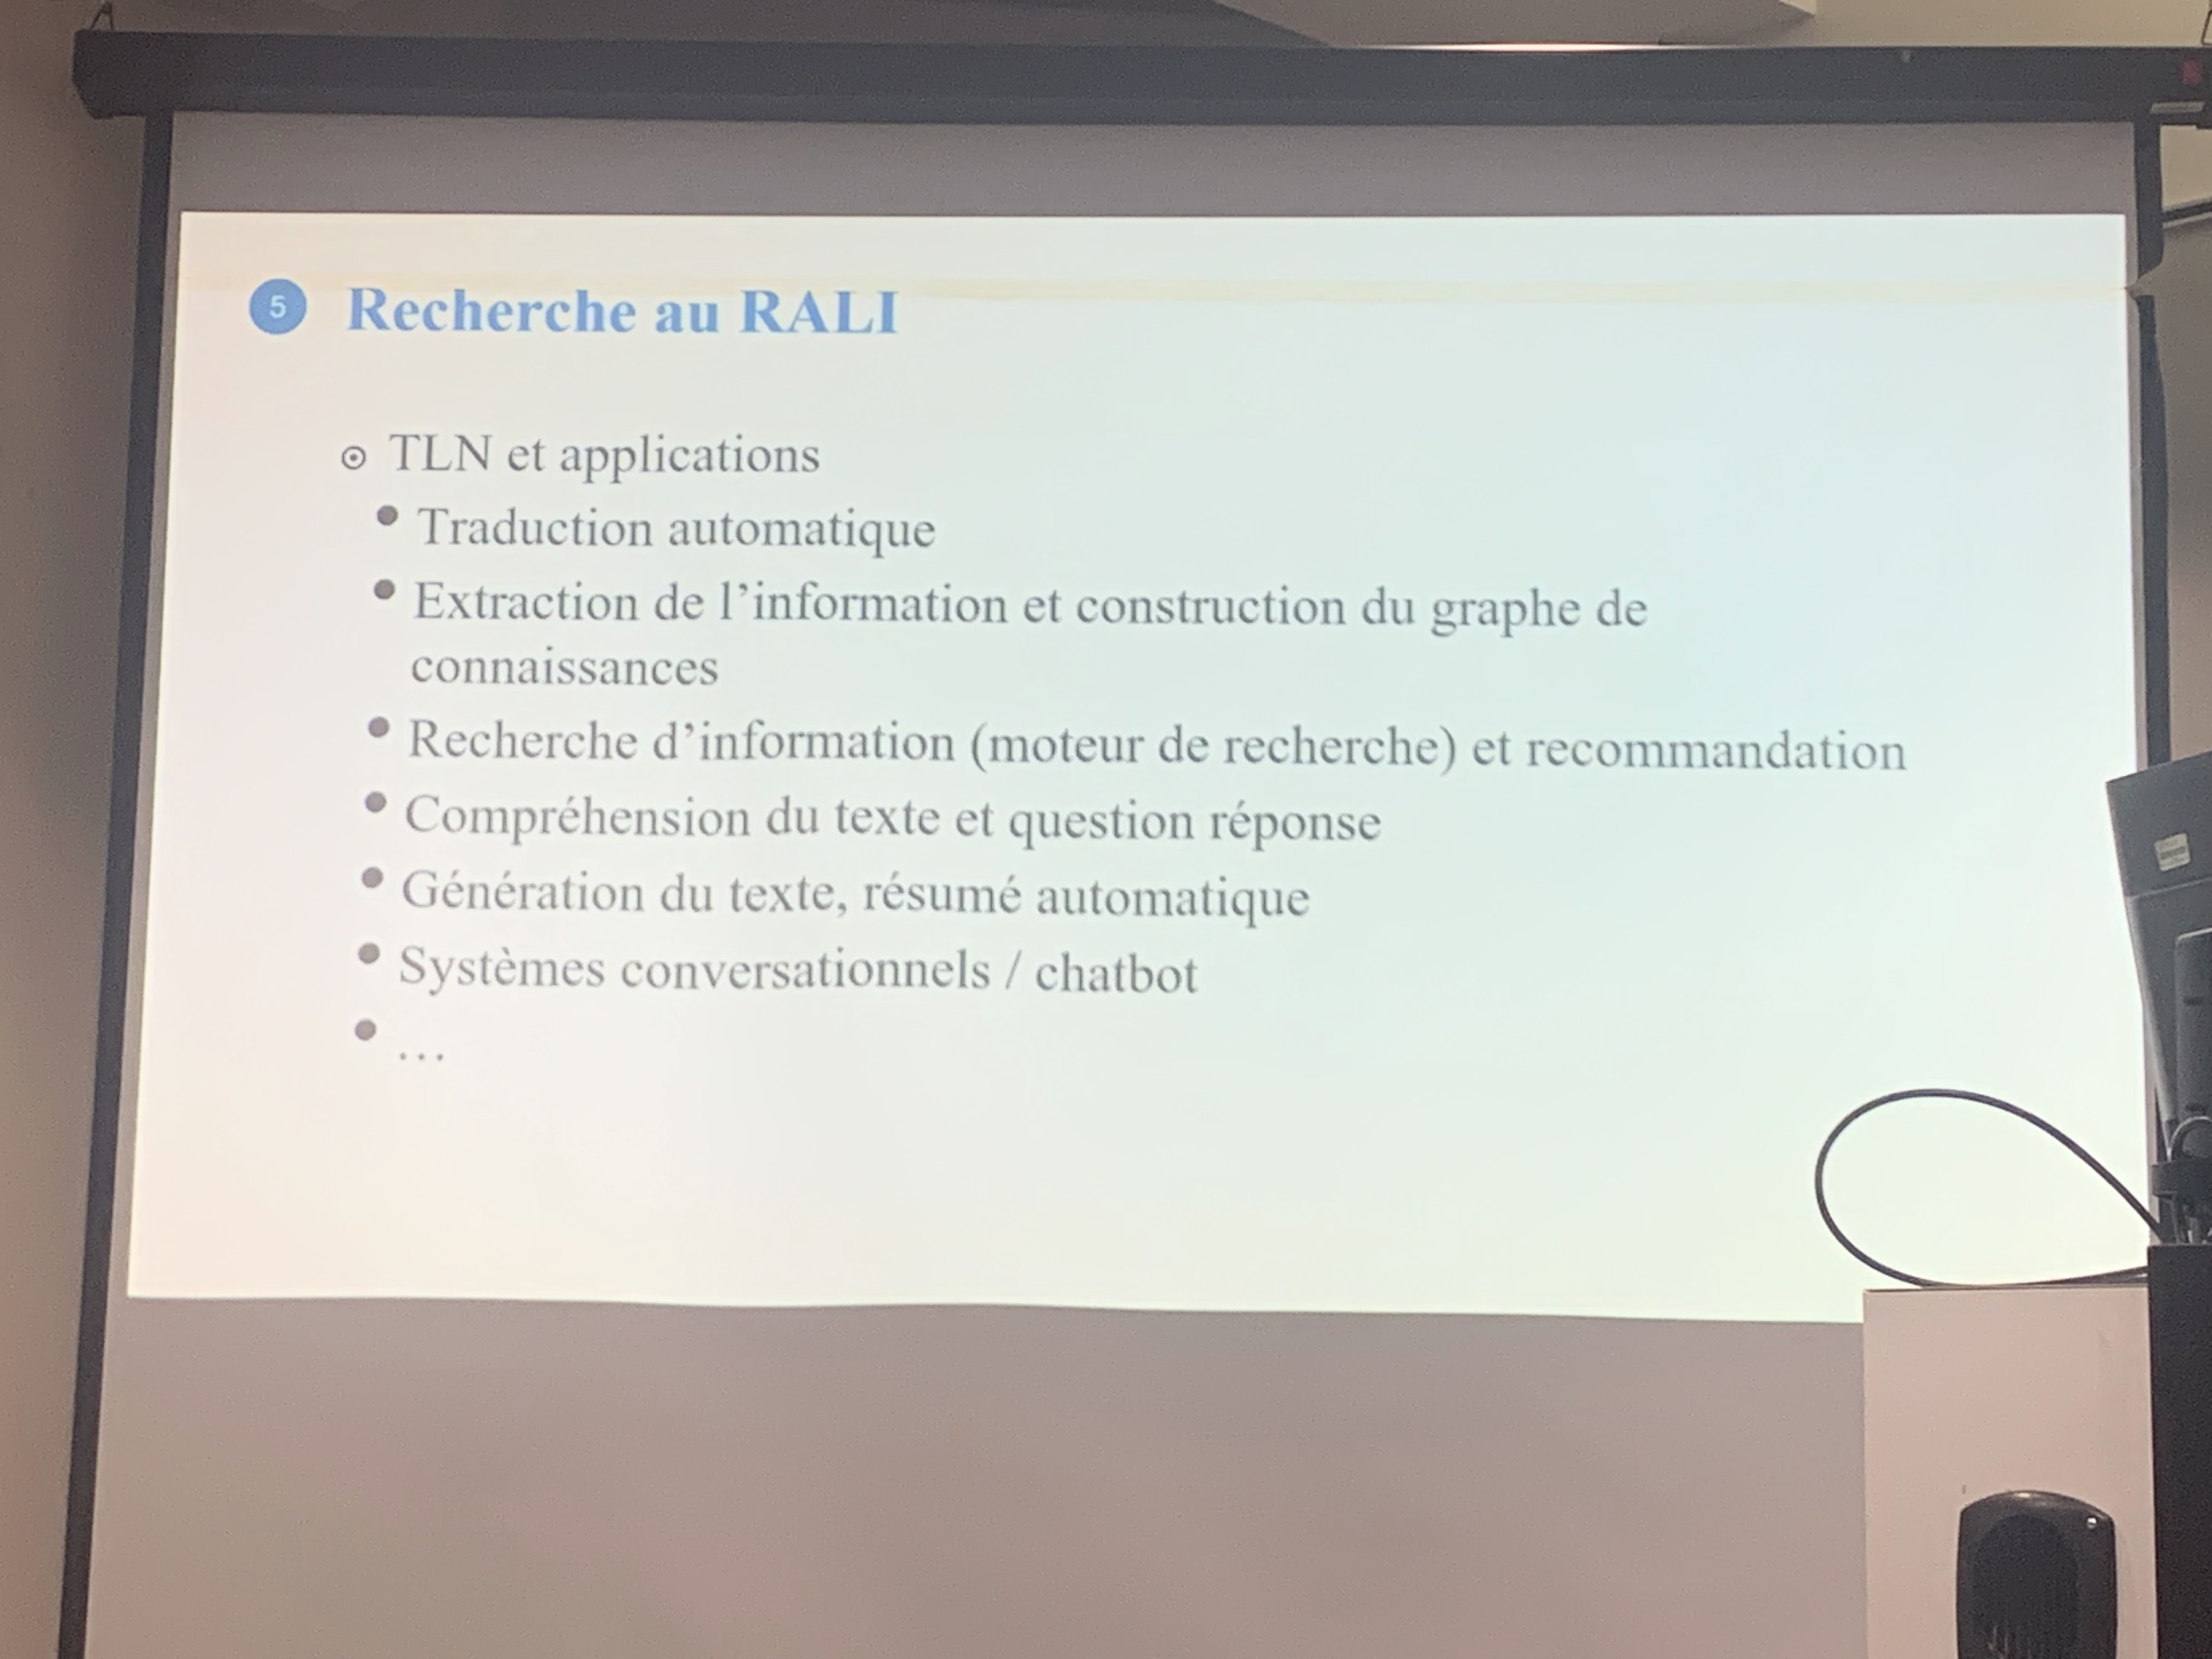 5 Recherche au RALI
⊙ TLN et applications
• Traduction automatique
• Extraction de l’information et construction du graphe de
connaissances
• Recherche d’information (moteur de recherche) et recommandation
• Compréhension du texte et question réponse
• Génération du texte, résumé automatique
• Systèmes conversationnels / chatbot
• ...